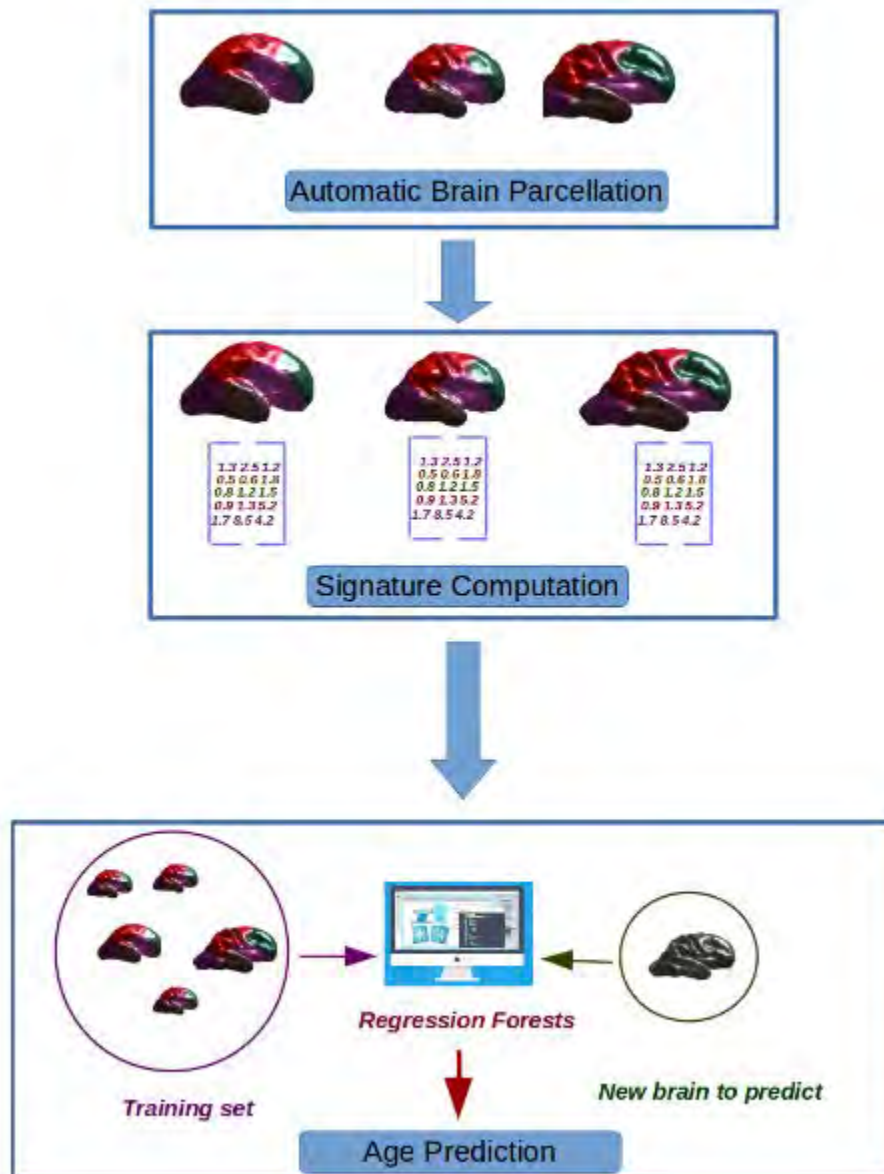 Automatic Brain Parcellation
1.3 2.5 1.2
0.5 0.6 1.8
0.8 1.2 1.5
0.9 1.3 5.2
1.7 8.5 4.2
1.3 2.5 1.2
0.5 0.6 1.8
0.8 1.2 1.5
0.9 1.3 5.2
1.7 8.5 4.2
1.3 2.5 1.2
0.5 0.6 1.8
0.8 1.2 1.5
0.9 1.3 5.2
1.7 8.5 4.2
Signature Computation
Regression Forests
Training set
New brain to predict
Age Prediction